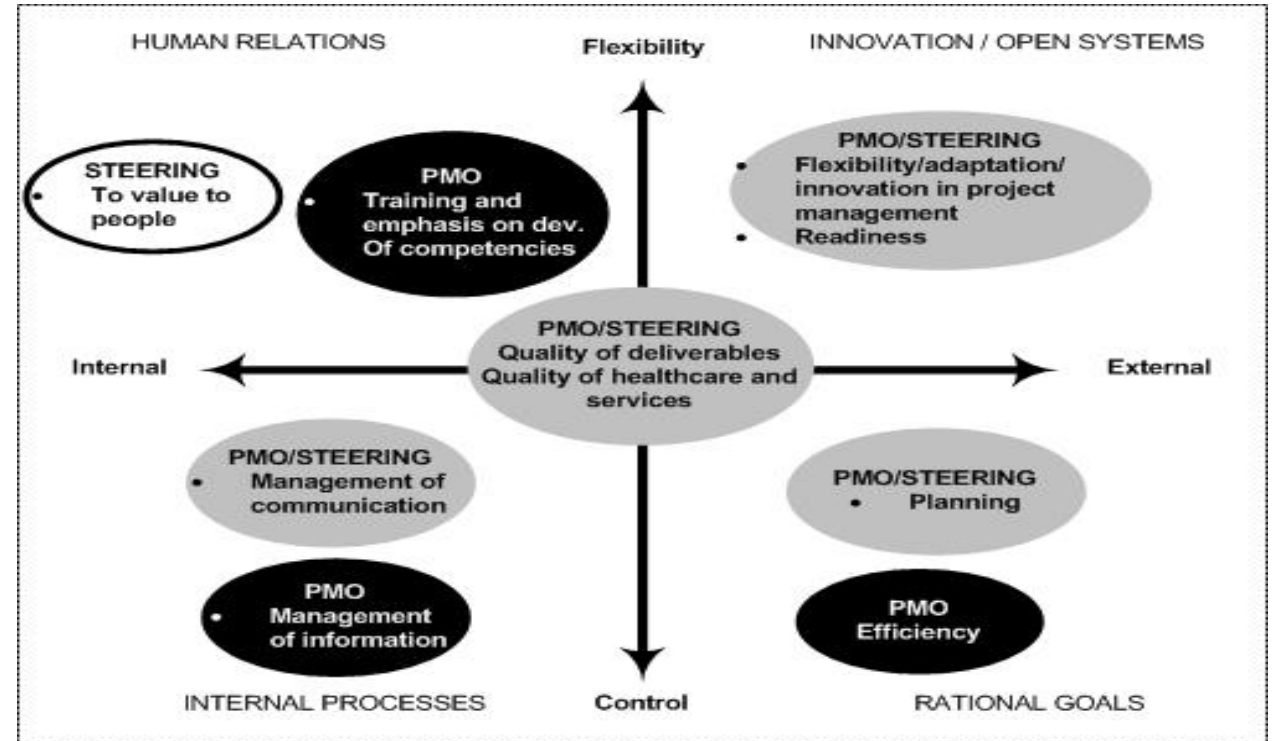 HUMAN RELATIONS
Flexibility
INNOVATION / OPEN SYSTEMS
STEERING
• To value to
people
PMO
• Training and
emphasis on dev.
Of competencies
PMO/STEERING
• Flexibility/adaptation/
innovation in project
management
• Readiness
PMO/STEERING
Quality of deliverables
Quality of healthcare and
services
Internal
External
PMO/STEERING
• Management of
communication
PMO/STEERING
• Planning
PMO
• Management
of information
PMO
Efficiency
INTERNAL PROCESSES
Control
RATIONAL GOALS